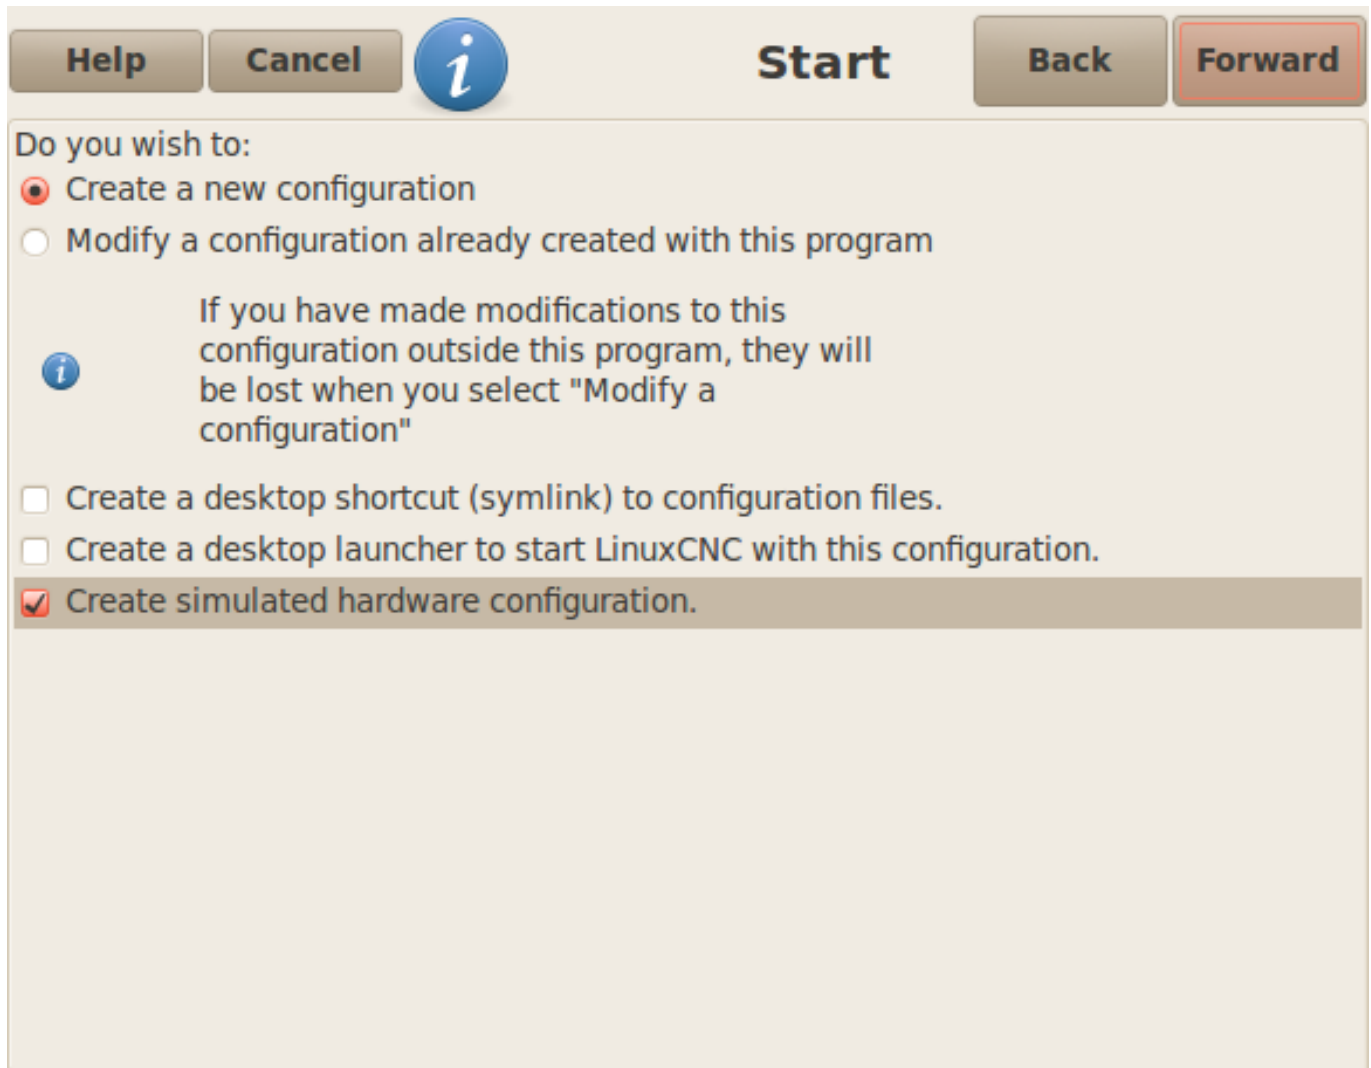 Help Cancel i Start Back Forward
Do you wish to:
Create a new configuration
Modify a configuration already created with this program
If you have made modifications to this
configuration outside this program, they will
i
be lost when you select "Modify a
configuration"
Create a desktop shortcut (symlink) to configuration files.
Create a desktop launcher to start LinuxCNC with this configuration.
Create simulated hardware configuration.